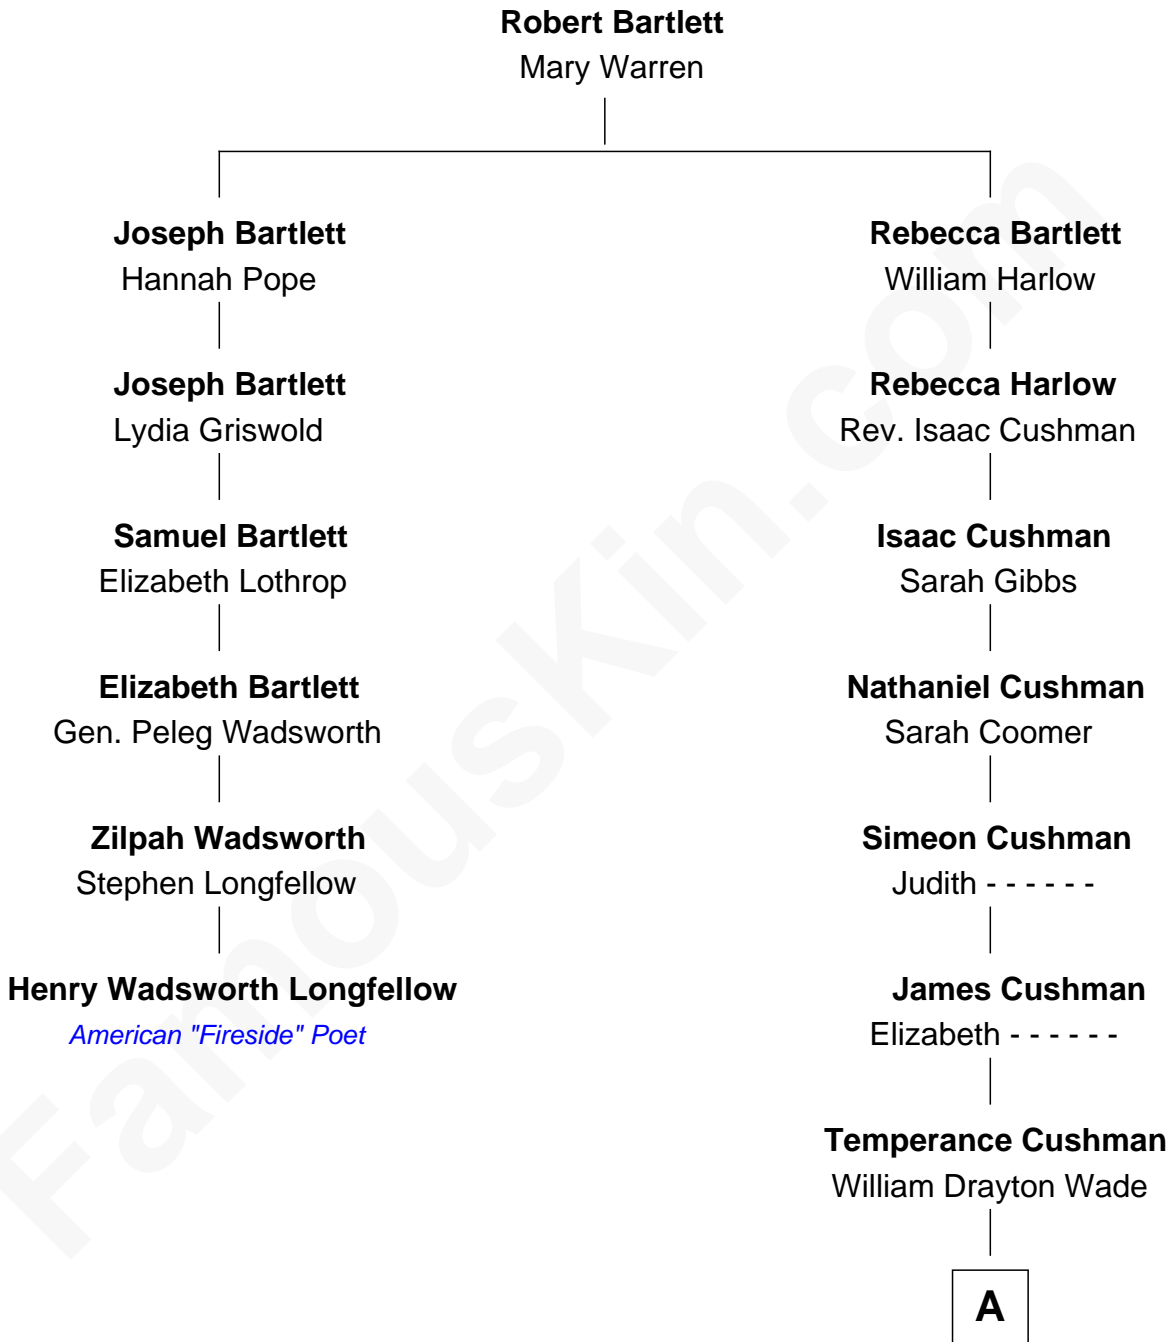 Robert Bartlett
Mary Warren
Joseph Bartlett
Hannah Pope
Joseph Bartlett
Lydia Griswold
Samuel Bartlett
Elizabeth Lothrop
Elizabeth Bartlett
Gen. Peleg Wadsworth
Zilpah Wadsworth
Stephen Longfellow
Henry Wadsworth Longfellow
American "Fireside" Poet
Rebecca Bartlett
William Harlow
Rebecca Harlow
Rev. Isaac Cushman
Isaac Cushman
Sarah Gibbs
Nathaniel Cushman
Sarah Coomer
Simeon Cushman
Judith - - - - - -
James Cushman
Elizabeth - - - - - -
Temperance Cushman
William Drayton Wade
A
FamousKin.com